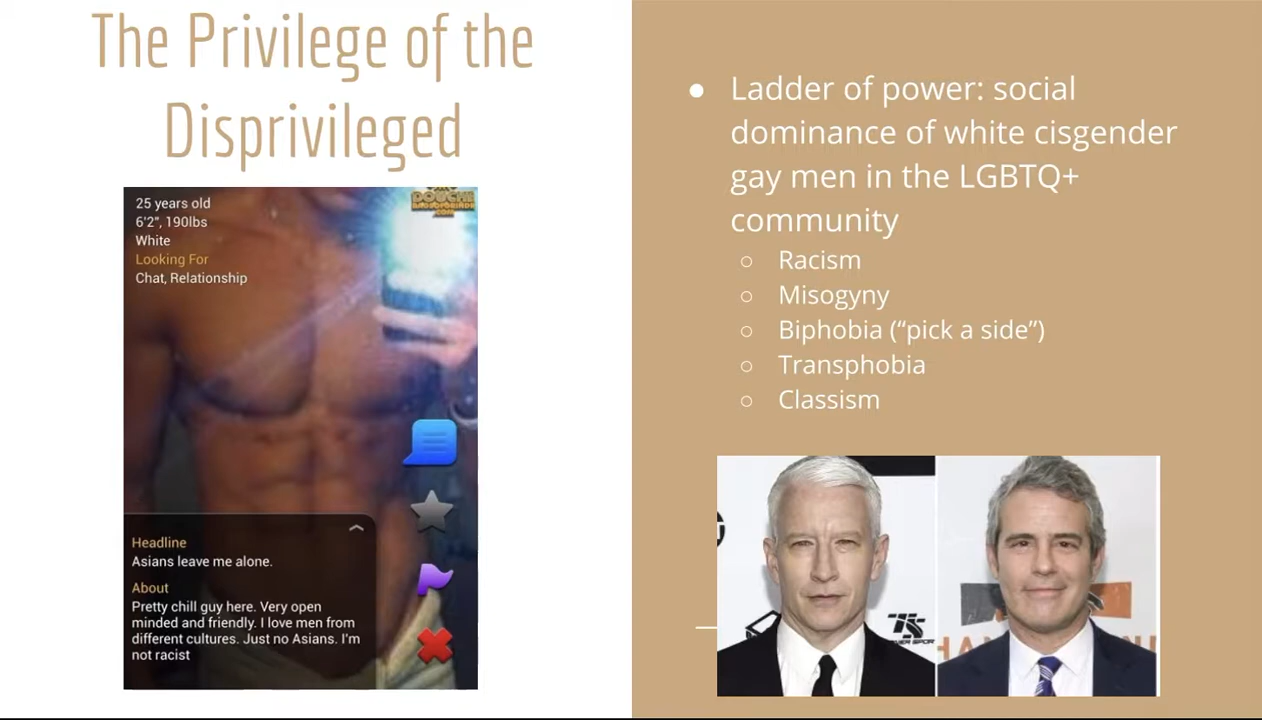 The Privilege of the
Disprivileged
25 years old
6'2", 190lbs
White
Looking For
Chat, Relationship
DOUCHE
Headline
Asians leave me alone.
About
Pretty chill guy here. Very open
minded and friendly. I love men from
different cultures. Just no Asians. I'm
not racist
● Ladder of power: social
dominance of white cisgender
gay men in the LGBTQ+
community
○ Racism
○ Misogyny
○ Biphobia (“pick a side”)
○ Transphobia
○ Classism